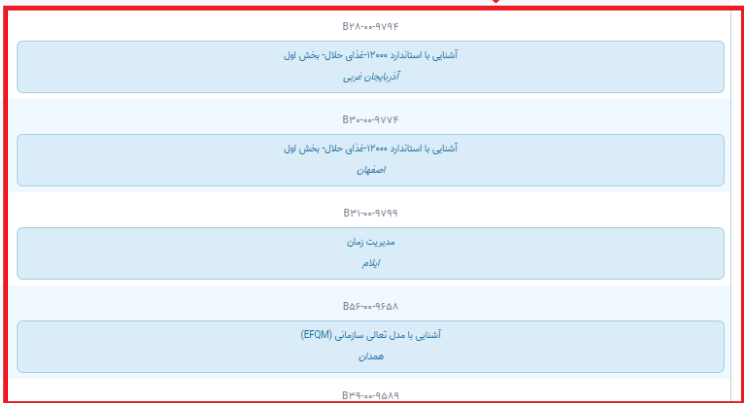 B۲۸-۰۰-۹۷۹۴
آشنایی با استاندارد ۱۲۰۰۰-غذای حلال- بخش اول
آذربایجان غربی
B۳۰-۰۰-۹۷۷۴
آشنایی با استاندارد ۱۲۰۰۰-غذای حلال- بخش اول
اصفهان
B۳۱-۰۰-۹۷۹۹
مدیریت زمان
ایلام
B۵۶-۰۰-۹۶۵۸
آشنایی با مدل تعالی سازمانی (EFQM)
همدان
B۳۹-۰۰-۹۵۸۹